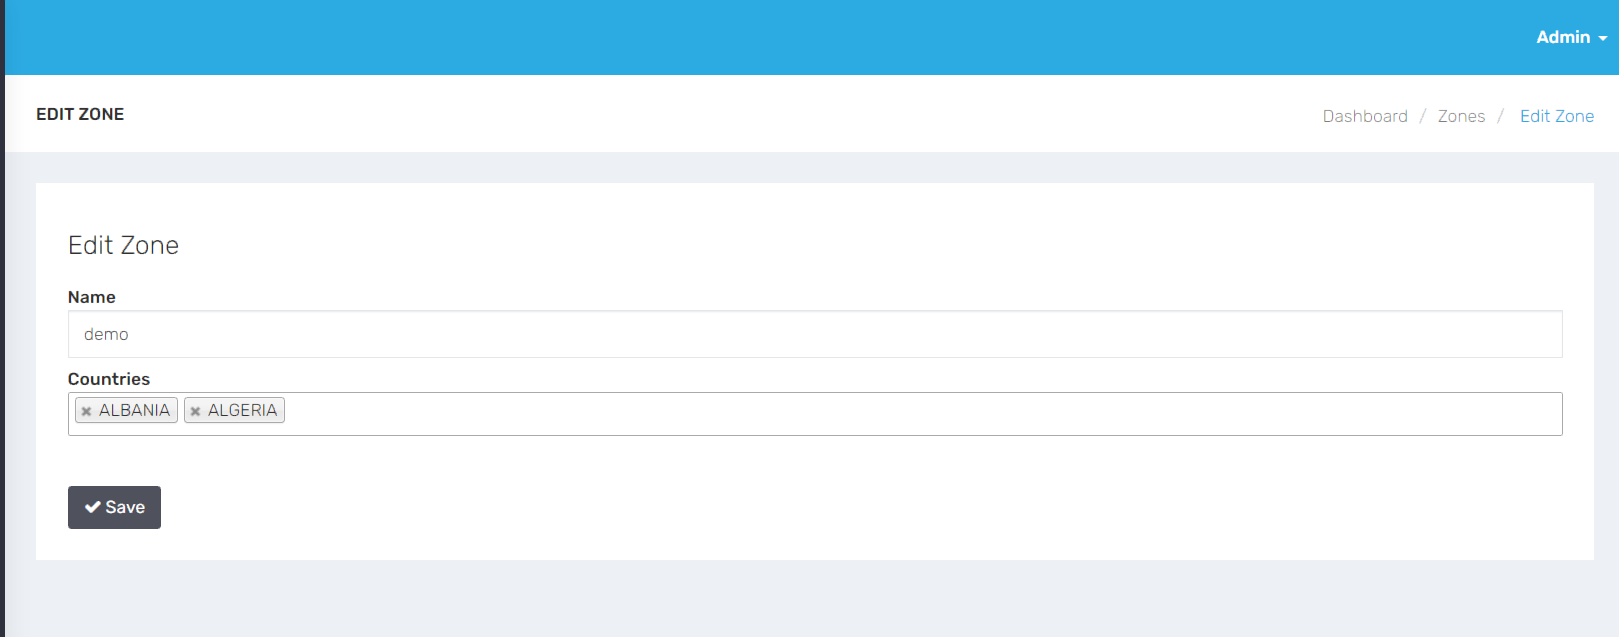 Admin
EDIT ZONE
Dashboard / Zones / Edit Zone
Edit Zone
Name
demo
Countries
× ALBANIA × ALGERIA
Save